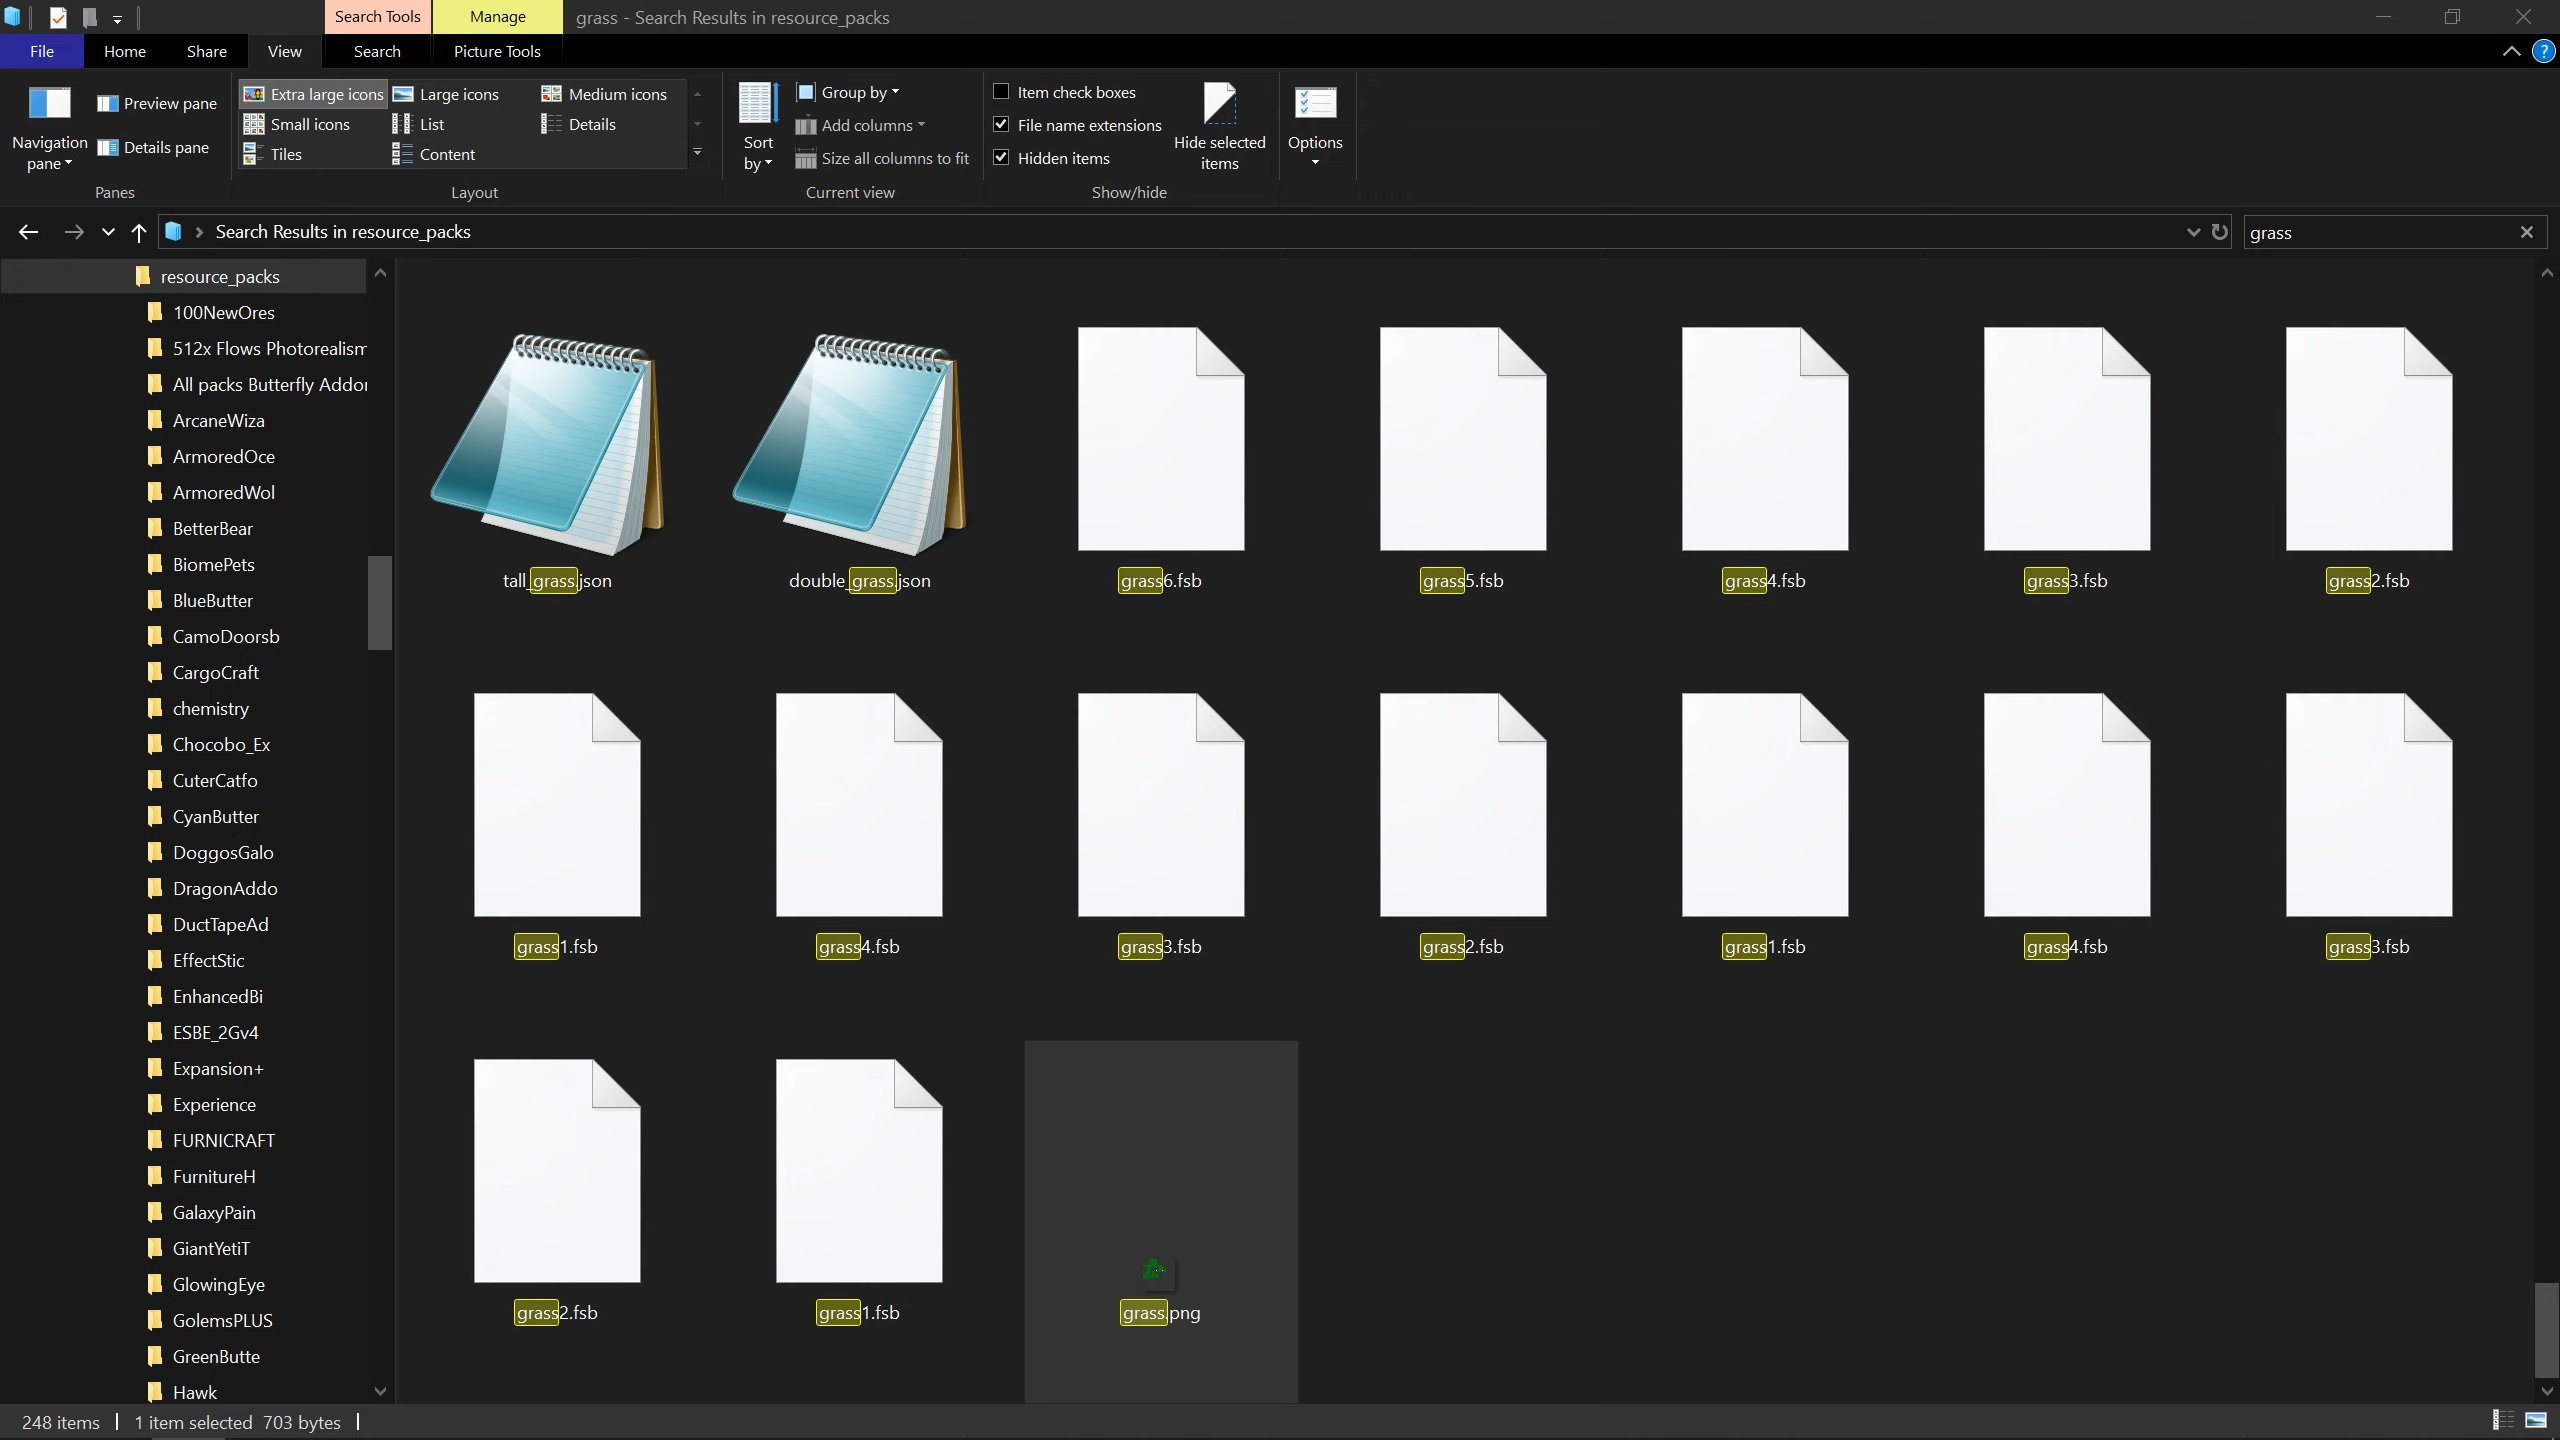 Search Tools
Manage
grass - Search Results in resource_packs
File
Home
Share
View
Search
Picture Tools
Navigation pane
Preview pane
Details pane
Panes
Extra large icons
Large icons
Medium icons
Small icons
List
Details
Tiles
Content
Layout
Sort by
Group by
Add columns
Size all columns to fit
Current view
Item check boxes
File name extensions
Hidden items
Hide selected items
Show/hide
Options
Search Results in resource_packs
grass
resource_packs
100NewOres
512x Flows Photorealism
All packs Butterfly Addo
ArcaneWiza
ArmoredOce
ArmoredWol
BetterBear
BiomePets
BlueButter
CamoDoorsb
CargoCraft
chemistry
Chocobo_Ex
CuterCatfo
CyanButter
DoggosGalo
DragonAddo
DuctTapeAd
EffectStic
EnhancedBi
ESBE_2Gv4
Expansion+
Experience
FURNICRAFT
FurnitureH
GalaxyPain
GiantYetiT
GlowingEye
GolemsPLUS
GreenButte
Hawk
tall_grass.json
double_grass.json
grass6.fsb
grass5.fsb
grass4.fsb
grass3.fsb
grass2.fsb
grass1.fsb
grass4.fsb
grass3.fsb
grass2.fsb
grass1.fsb
grass4.fsb
grass3.fsb
grass2.fsb
grass1.fsb
grass.png
248 items
1 item selected 703 bytes